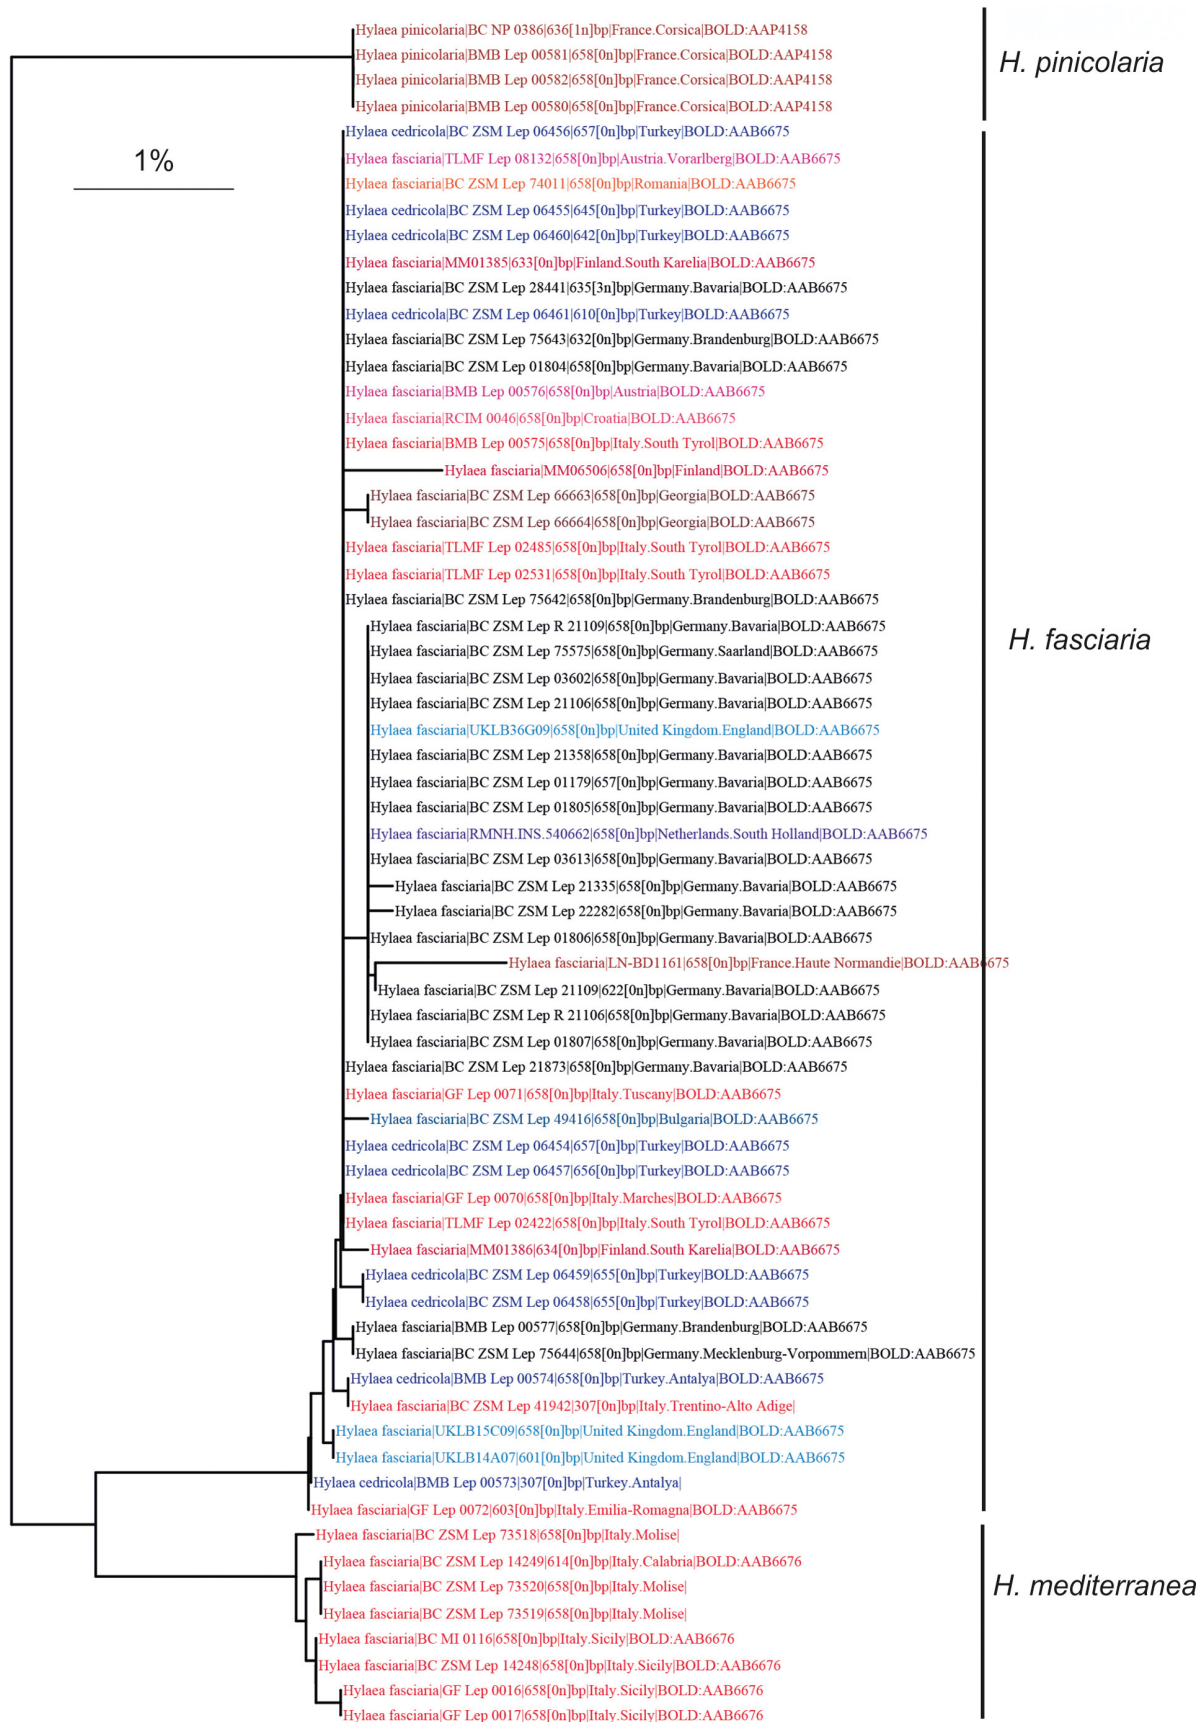 Hylaea pinicolaria|BC NP 0386|636[1n]bp|France.Corsica|BOLD:AAP4158
Hylaea pinicolaria|BMB Lep 00581|658[0n]bp|France.Corsica|BOLD:AAP4158
H. pinicolaria
Hylaea pinicolaria|BMB Lep 00582|658[0n]bp|France.Corsica|BOLD:AAP4158
Hylaea pinicolaria|BMB Lep 00580|658[0n]bp|France.Corsica|BOLD:AAP4158
Hylaea cedricola|BC ZSM Lep 06456|657[0n]bp|Turkey|BOLD:AAB6675
1%
Hylaea fasciaria|TLMF Lep 08132|658[0n]bp|Austria.Vorarlberg|BOLD:AAB6675
Hylaea fasciaria|BC ZSM Lep 74011|658[0n]bp|Romania|BOLD:AAB6675
Hylaea cedricola|BC ZSM Lep 06455|645[0n]bp|Turkey|BOLD:AAB6675
Hylaea cedricola|BC ZSM Lep 06460|642[0n]bp|Turkey|BOLD:AAB6675
Hylaea fasciaria|MM01385|633[0n]bp|Finland.South Karelia|BOLD:AAB6675
Hylaea fasciaria|BC ZSM Lep 28441|635[3n]bp|Germany.Bavaria|BOLD:AAB6675
Hylaea cedricola|BC ZSM Lep 06461|610[0n]bp|Turkey|BOLD:AAB6675
Hylaea fasciaria|BC ZSM Lep 75643|632[0n]bp|Germany.Brandenburg|BOLD:AAB6675
Hylaea fasciaria|BC ZSM Lep 01804|658[0n]bp|Germany.Bavaria|BOLD:AAB6675
Hylaea fasciaria|BMB Lep 00576|658[0n]bp|Austria|BOLD:AAB6675
Hylaea fasciaria|RCIM 0046|658[0n]bp|Croatia|BOLD:AAB6675
Hylaea fasciaria|BMB Lep 00575|658[0n]bp|Italy.South Tyrol|BOLD:AAB6675
Hylaea fasciaria|MM06506|658[0n]bp|Finland|BOLD:AAB6675
Hylaea fasciaria|BC ZSM Lep 66663|658[0n]bp|Georgia|BOLD:AAB6675
Hylaea fasciaria|BC ZSM Lep 66664|658[0n]bp|Georgia|BOLD:AAB6675
Hylaea fasciaria|TLMF Lep 02485|658[0n]bp|Italy.South Tyrol|BOLD:AAB6675
Hylaea fasciaria|TLMF Lep 02531|658[0n]bp|Italy.South Tyrol|BOLD:AAB6675
Hylaea fasciaria|BC ZSM Lep 75642|658[0n]bp|Germany.Brandenburg|BOLD:AAB6675
Hylaea fasciaria|BC ZSM Lep R 21109|658[0n]bp|Germany.Bavaria|BOLD:AAB6675
H. fasciaria
Hylaea fasciaria|BC ZSM Lep 75575|658[0n]bp|Germany.Saarland|BOLD:AAB6675
Hylaea fasciaria|BC ZSM Lep 03602|658[0n]bp|Germany.Bavaria|BOLD:AAB6675
Hylaea fasciaria|BC ZSM Lep 21106|658[0n]bp|Germany.Bavaria|BOLD:AAB6675
Hylaea fasciaria|UKLB36G09|658[0n]bp|United Kingdom.England|BOLD:AAB6675
Hylaea fasciaria|BC ZSM Lep 21358|658[0n]bp|Germany.Bavaria|BOLD:AAB6675
Hylaea fasciaria|BC ZSM Lep 01179|657[0n]bp|Germany.Bavaria|BOLD:AAB6675
Hylaea fasciaria|BC ZSM Lep 01805|658[0n]bp|Germany.Bavaria|BOLD:AAB6675
Hylaea fasciaria|RMNH.INS.540662|658[0n]bp|Netherlands.South Holland|BOLD:AAB6675
Hylaea fasciaria|BC ZSM Lep 03613|658[0n]bp|Germany.Bavaria|BOLD:AAB6675
Hylaea fasciaria|BC ZSM Lep 21335|658[0n]bp|Germany.Bavaria|BOLD:AAB6675
Hylaea fasciaria|BC ZSM Lep 22282|658[0n]bp|Germany.Bavaria|BOLD:AAB6675
Hylaea fasciaria|BC ZSM Lep 01806|658[0n]bp|Germany.Bavaria|BOLD:AAB6675
Hylaea fasciaria|LN-BD1161|658[0n]bp|France.Haute Normandie|BOLD:AAB6675
Hylaea fasciaria|BC ZSM Lep 21109|622[0n]bp|Germany.Bavaria|BOLD:AAB6675
Hylaea fasciaria|BC ZSM Lep R 21106|658[0n]bp|Germany.Bavaria|BOLD:AAB6675
Hylaea fasciaria|BC ZSM Lep 01807|658[0n]bp|Germany.Bavaria|BOLD:AAB6675
Hylaea fasciaria|BC ZSM Lep 21873|658[0n]bp|Germany.Bavaria|BOLD:AAB6675
Hylaea fasciaria|GF Lep 0071|658[0n]bp|Italy.Tuscany|BOLD:AAB6675
Hylaea fasciaria|BC ZSM Lep 49416|658[0n]bp|Bulgaria|BOLD:AAB6675
Hylaea cedricola|BC ZSM Lep 06454|657[0n]bp|Turkey|BOLD:AAB6675
Hylaea cedricola|BC ZSM Lep 06457|656[0n]bp|Turkey|BOLD:AAB6675
Hylaea fasciaria|GF Lep 0070|658[0n]bp|Italy.Marches|BOLD:AAB6675
Hylaea fasciaria|TLMF Lep 02422|658[0n]bp|Italy.South Tyrol|BOLD:AAB6675
Hylaea fasciaria|MM01386|634[0n]bp|Finland.South Karelia|BOLD:AAB6675
Hylaea cedricola|BC ZSM Lep 06459|655[0n]bp|Turkey|BOLD:AAB6675
Hylaea cedricola|BC ZSM Lep 06458|655[0n]bp|Turkey|BOLD:AAB6675
Hylaea fasciaria|BMB Lep 00577|658[0n]bp|Germany.Brandenburg|BOLD:AAB6675
Hylaea fasciaria|BC ZSM Lep 75644|658[0n]bp|Germany.Mecklenburg-Vorpommern|BOLD:AAB6675
Hylaea cedricola|BMB Lep 00574|658[0n]bp|Turkey.Antalya|BOLD:AAB6675
Hylaea fasciaria|BC ZSM Lep 41942|307[0n]bp|Italy.Trentino-Alto Adige|
Hylaea fasciaria|UKLB15C09|658[0n]bp|United Kingdom.England|BOLD:AAB6675
Hylaea fasciaria|UKLB14A07|601[0n]bp|United Kingdom.England|BOLD:AAB6675
Hylaea cedricola|BMB Lep 00573|307[0n]bp|Turkey.Antalya|
Hylaea fasciaria|GF Lep 0072|603[0n]bp|Italy.Emilia-Romagna|BOLD:AAB6675
Hylaea fasciaria|BC ZSM Lep 73518|658[0n]bp|Italy.Molise|
Hylaea fasciaria|BC ZSM Lep 14249|614[0n]bp|Italy.Calabria|BOLD:AAB6676
Hylaea fasciaria|BC ZSM Lep 73520|658[0n]bp|Italy.Molise|
H. mediterranea
Hylaea fasciaria|BC ZSM Lep 73519|658[0n]bp|Italy.Molise|
Hylaea fasciaria|BC MI 0116|658[0n]bp|Italy.Sicily|BOLD:AAB6676
Hylaea fasciaria|BC ZSM Lep 14248|658[0n]bp|Italy.Sicily|BOLD:AAB6676
Hylaea fasciaria|GF Lep 0016|658[0n]bp|Italy.Sicily|BOLD:AAB6676
Hylaea fasciaria|GF Lep 0017|658[0n]bp|Italy.Sicily|BOLD:AAB6676